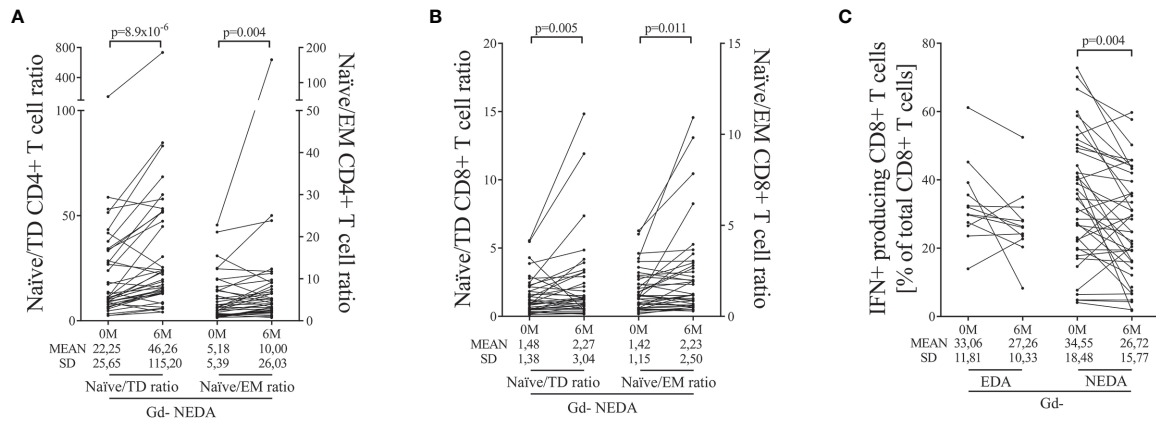 A
p=8.9x10⁻⁶
p=0.004
Naïve/TD CD4+ T cell ratio
800
400
100
50
0
200
150
100
50
40
30
20
10
0
Naïve/EM CD4+ T cell ratio
0M 6M 0M 6M
MEAN 22,25 46,26 5,18 10,00
SD 25,65 115,20 5,39 26,03
Naïve/TD ratio Naïve/EM ratio
Gd- NEDA
B
p=0.005
p=0.011
Naïve/TD CD8+ T cell ratio
20
15
10
5
0
15
10
5
0
Naïve/EM CD8+ T cell ratio
0M 6M 0M 6M
MEAN 1,48 2,27 1,42 2,23
SD 1,38 3,04 1,15 2,50
Naïve/TD ratio Naïve/EM ratio
Gd- NEDA
C
p=0.004
IFN+ producing CD8+ T cells
[% of total CD8+ T cells]
80
60
40
20
0
0M 6M 0M 6M
MEAN 33,06 27,26 34,55 26,72
SD 11,81 10,33 18,48 15,77
EDA NEDA
Gd-